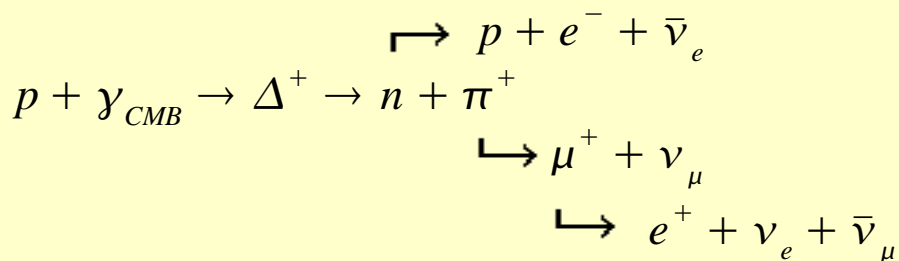 ↱ p + e⁻ + ν̄ₑ
p + γ_CMB → Δ⁺ → n + π⁺
↳ μ⁺ + ν_μ
↳ e⁺ + νₑ + ν̄_μ